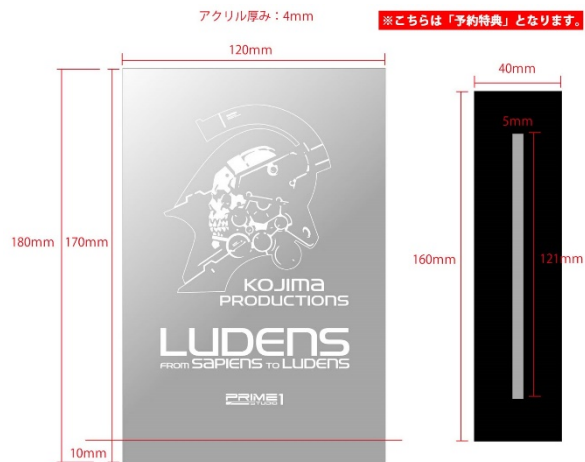 アクリル厚み：4mm
※こちらは「予約特典」となります。
120mm
40mm
5mm
180mm
170mm
160mm
121mm
KOJIMA
PRODUCTIONS
LUDENS
FROM SAPIENS TO LUDENS
PRIME 1
STUDIO
10mm